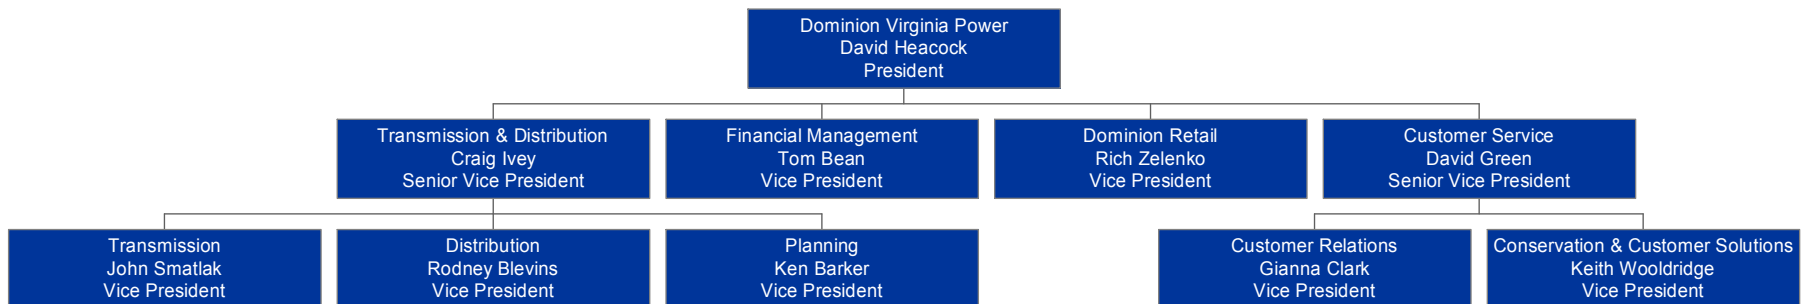 Dominion Virginia Power
David Heacock
President
Transmission & Distribution
Craig Ivey
Senior Vice President
Financial Management
Tom Bean
Vice President
Dominion Retail
Rich Zelenko
Vice President
Customer Service
David Green
Senior Vice President
Transmission
John Smatlak
Vice President
Distribution
Rodney Blevins
Vice President
Planning
Ken Barker
Vice President
Customer Relations
Gianna Clark
Vice President
Conservation & Customer Solutions
Keith Wooldridge
Vice President